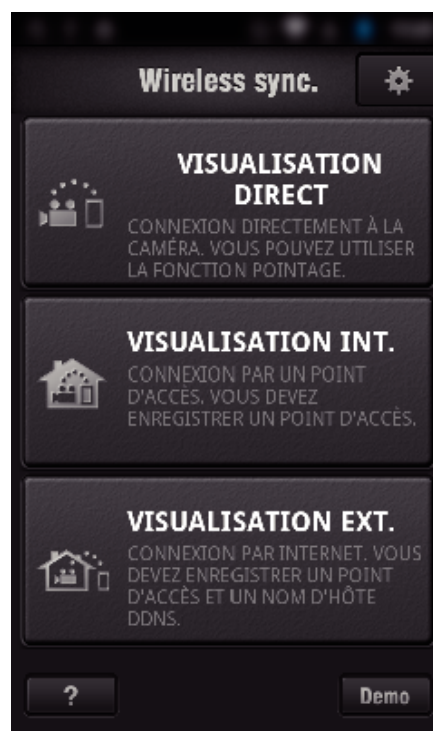 Wireless sync.
VISUALISATION
DIRECT
CONNEXION DIRECTEMENT À LA
CAMÉRA. VOUS POUVEZ UTILISER
LA FONCTION POINTAGE.
VISUALISATION INT.
CONNEXION PAR UN POINT
D'ACCÈS. VOUS DEVEZ
ENREGISTRER UN POINT D'ACCÈS.
VISUALISATION EXT.
CONNEXION PAR INTERNET. VOUS
DEVEZ ENREGISTRER UN POINT
D'ACCÈS ET UN NOM D'HÔTE
DDNS.
?
Demo